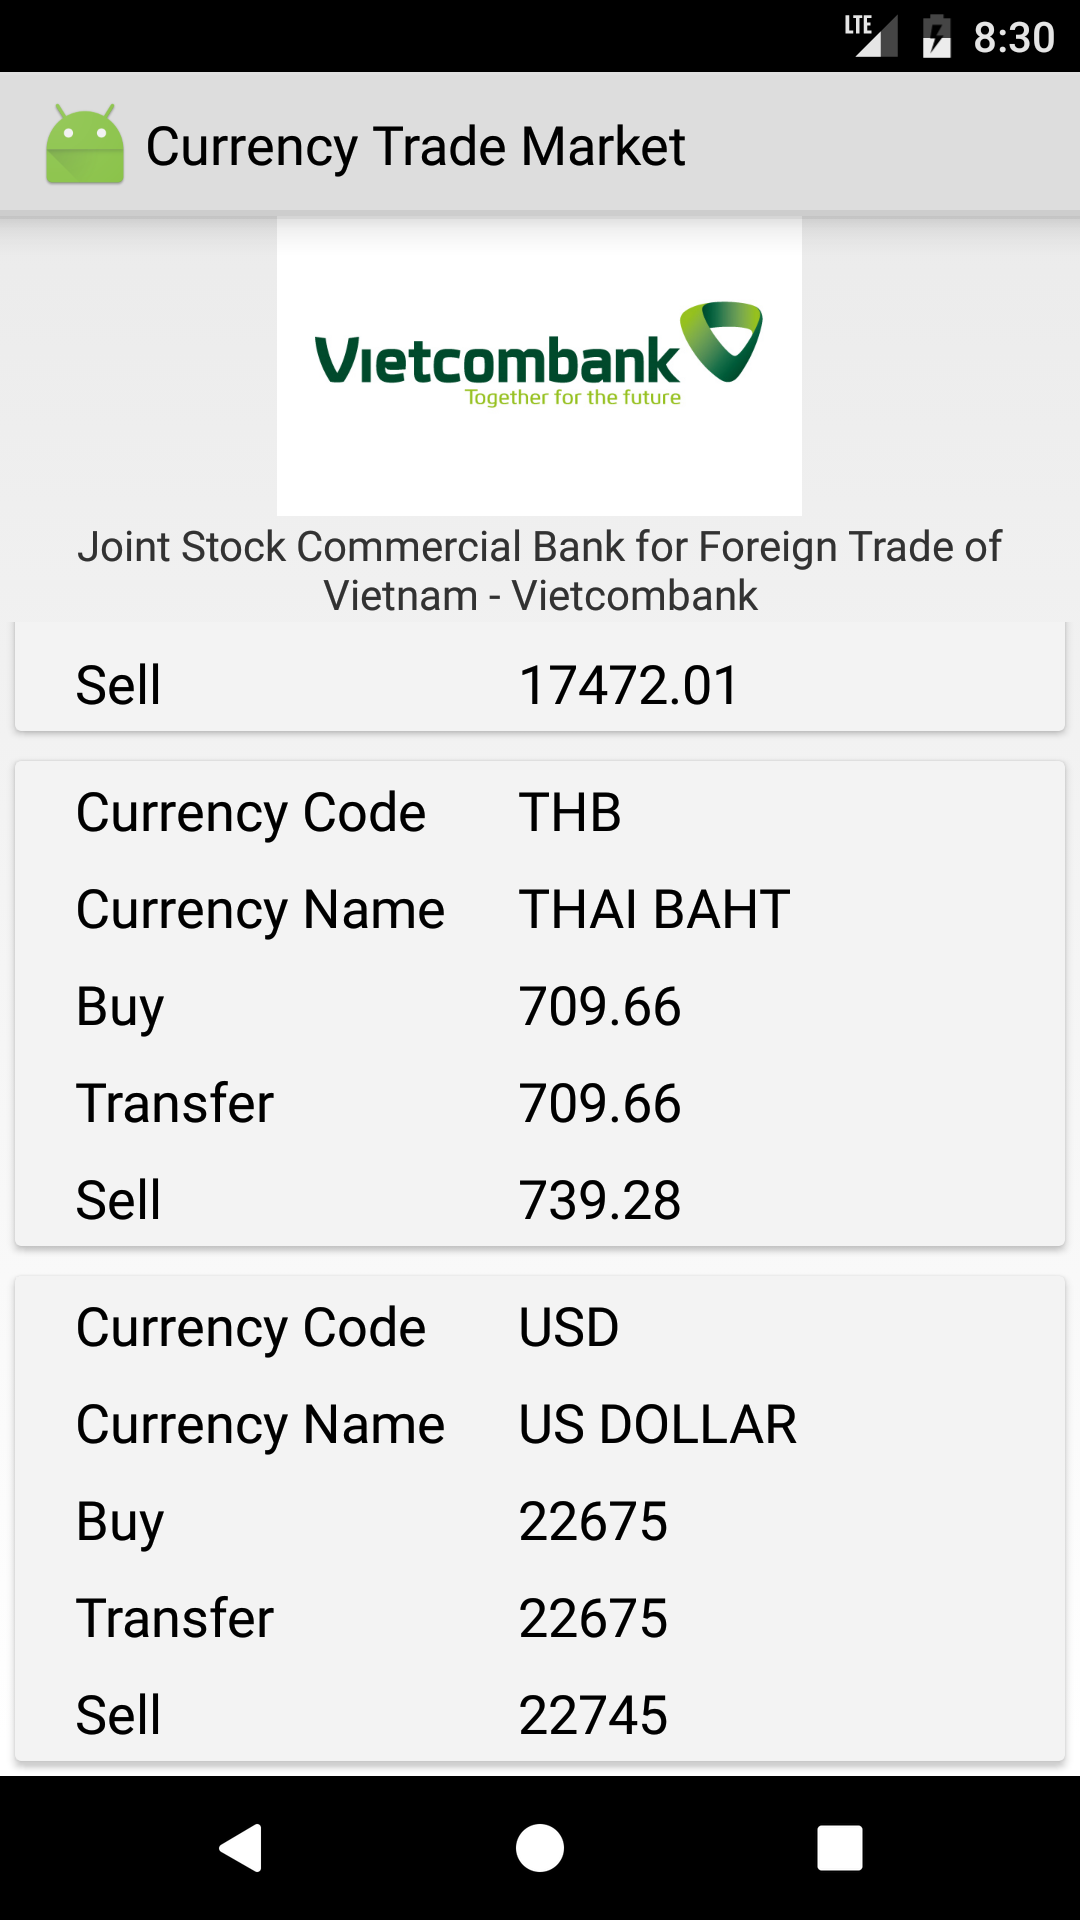 LTE 8:30
Currency Trade Market
Vietcombank
Together for the future
Joint Stock Commercial Bank for Foreign Trade of
Vietnam - Vietcombank
Sell 17472.01
Currency Code THB
Currency Name THAI BAHT
Buy 709.66
Transfer 709.66
Sell 739.28
Currency Code USD
Currency Name US DOLLAR
Buy 22675
Transfer 22675
Sell 22745